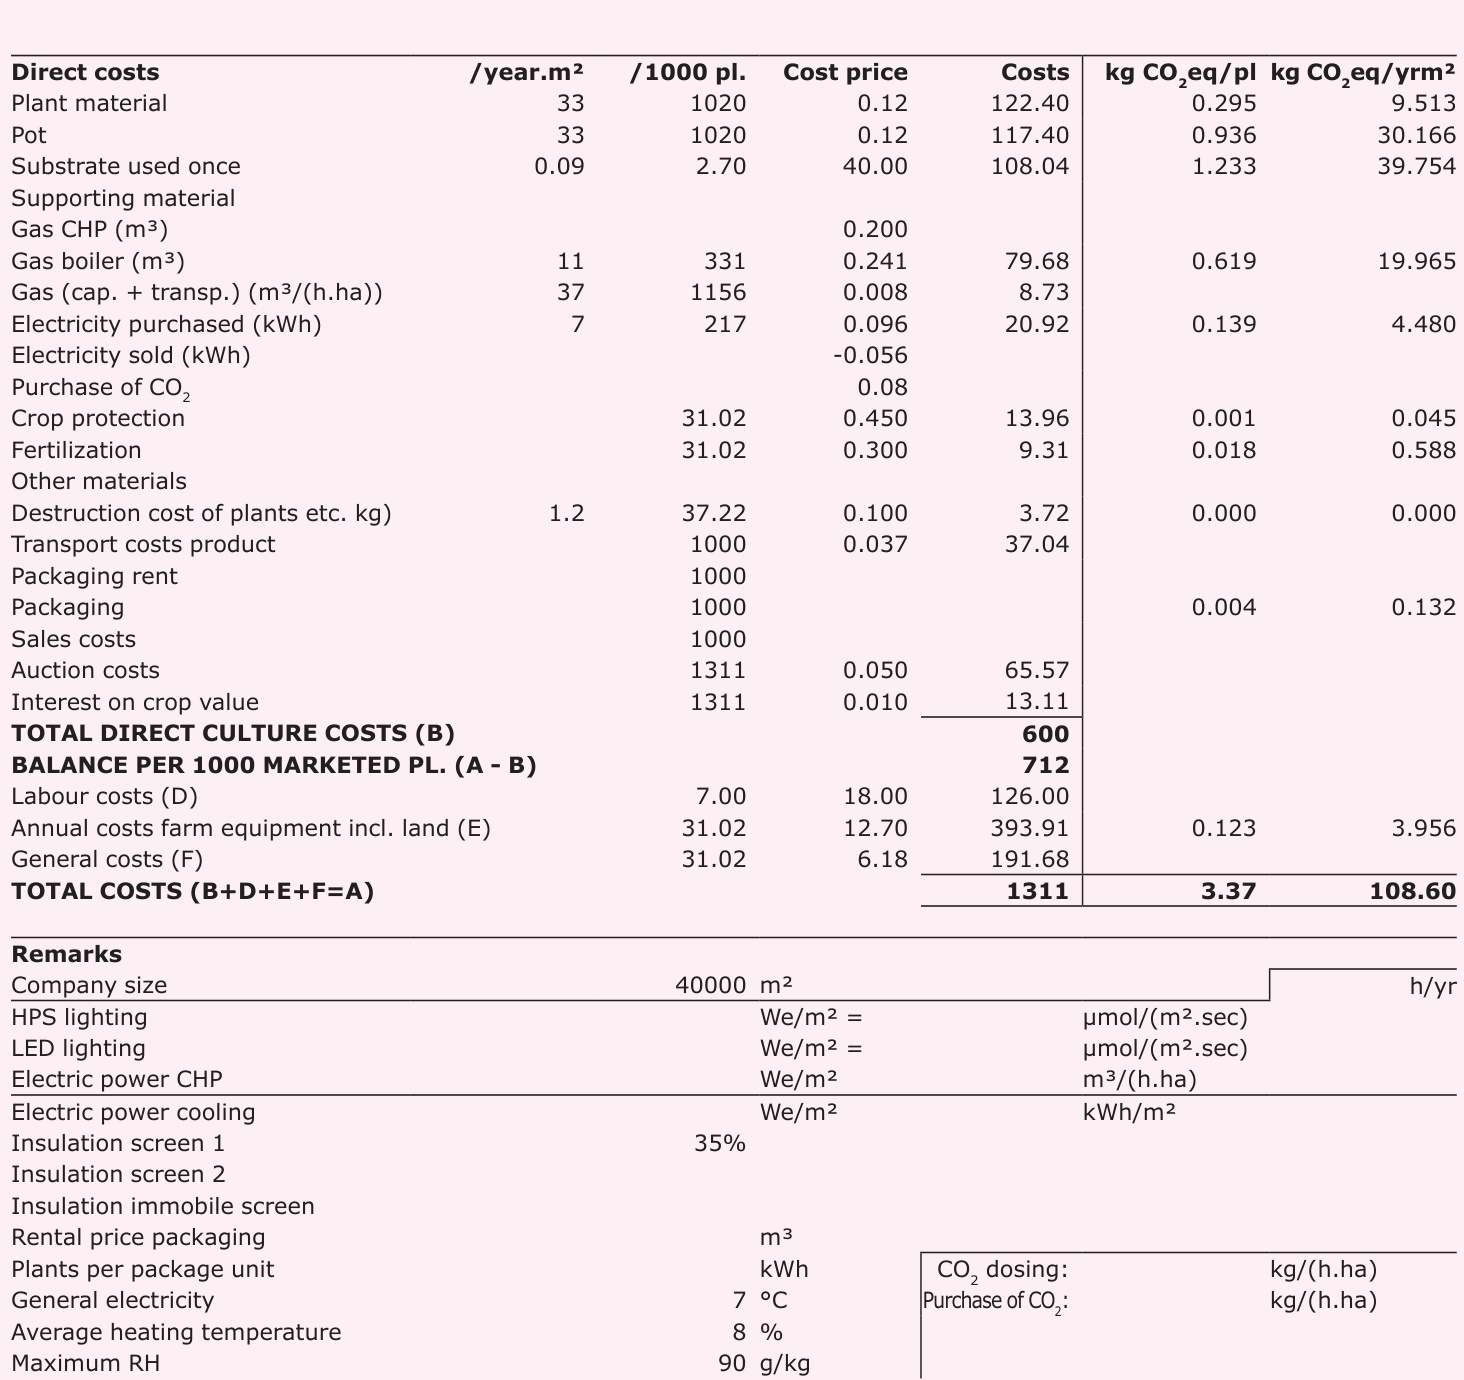 Direct costs /year.m² /1000 pl. Cost price Costs kg CO₂eq/pl kg CO₂eq/yrm²
Plant material 33 1020 0.12 122.40 0.295 9.513
Pot 33 1020 0.12 117.40 0.936 30.166
Substrate used once 0.09 2.70 40.00 108.04 1.233 39.754
Supporting material
Gas CHP (m³) 0.200
Gas boiler (m³) 11 331 0.241 79.68 0.619 19.965
Gas (cap. + transp.) (m³/(h.ha)) 37 1156 0.008 8.73
Electricity purchased (kWh) 7 217 0.096 20.92 0.139 4.480
Electricity sold (kWh) -0.056
Purchase of CO₂ 0.08
Crop protection 31.02 0.450 13.96 0.001 0.045
Fertilization 31.02 0.300 9.31 0.018 0.588
Other materials
Destruction cost of plants etc. kg) 1.2 37.22 0.100 3.72 0.000 0.000
Transport costs product 1000 0.037 37.04
Packaging rent 1000
Packaging 1000 0.004 0.132
Sales costs 1000
Auction costs 1311 0.050 65.57
Interest on crop value 1311 0.010 13.11
TOTAL DIRECT CULTURE COSTS (B) 600
BALANCE PER 1000 MARKETED PL. (A - B) 712
Labour costs (D) 7.00 18.00 126.00
Annual costs farm equipment incl. land (E) 31.02 12.70 393.91 0.123 3.956
General costs (F) 31.02 6.18 191.68
TOTAL COSTS (B+D+E+F=A) 1311 3.37 108.60
Remarks
Company size 40000 m² h/yr
HPS lighting We/m² = µmol/(m².sec)
LED lighting We/m² = µmol/(m².sec)
Electric power CHP We/m² m³/(h.ha)
Electric power cooling We/m² kWh/m²
Insulation screen 1 35%
Insulation screen 2
Insulation immobile screen
Rental price packaging m³
Plants per package unit kWh CO₂ dosing: kg/(h.ha)
General electricity 7 °C Purchase of CO₂: kg/(h.ha)
Average heating temperature 8 %
Maximum RH 90 g/kg